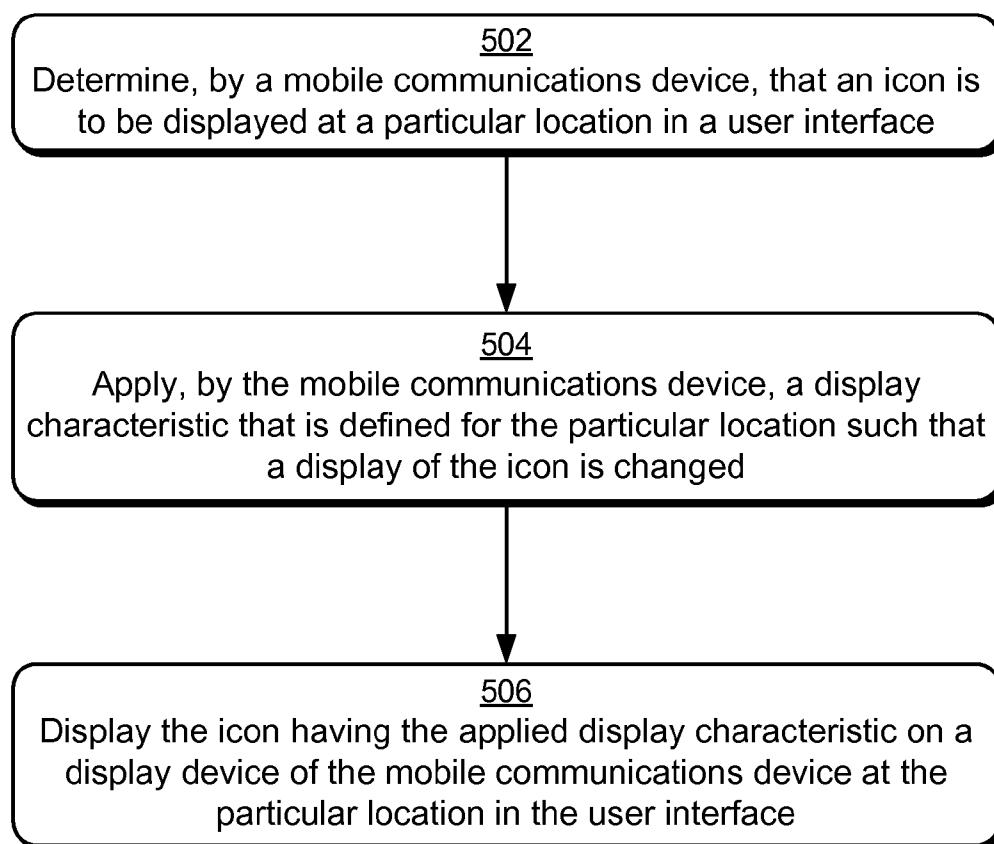 502
Determine, by a mobile communications device, that an icon is
to be displayed at a particular location in a user interface
504
Apply, by the mobile communications device, a display
characteristic that is defined for the particular location such that
a display of the icon is changed
506
Display the icon having the applied display characteristic on a
display device of the mobile communications device at the
particular location in the user interface